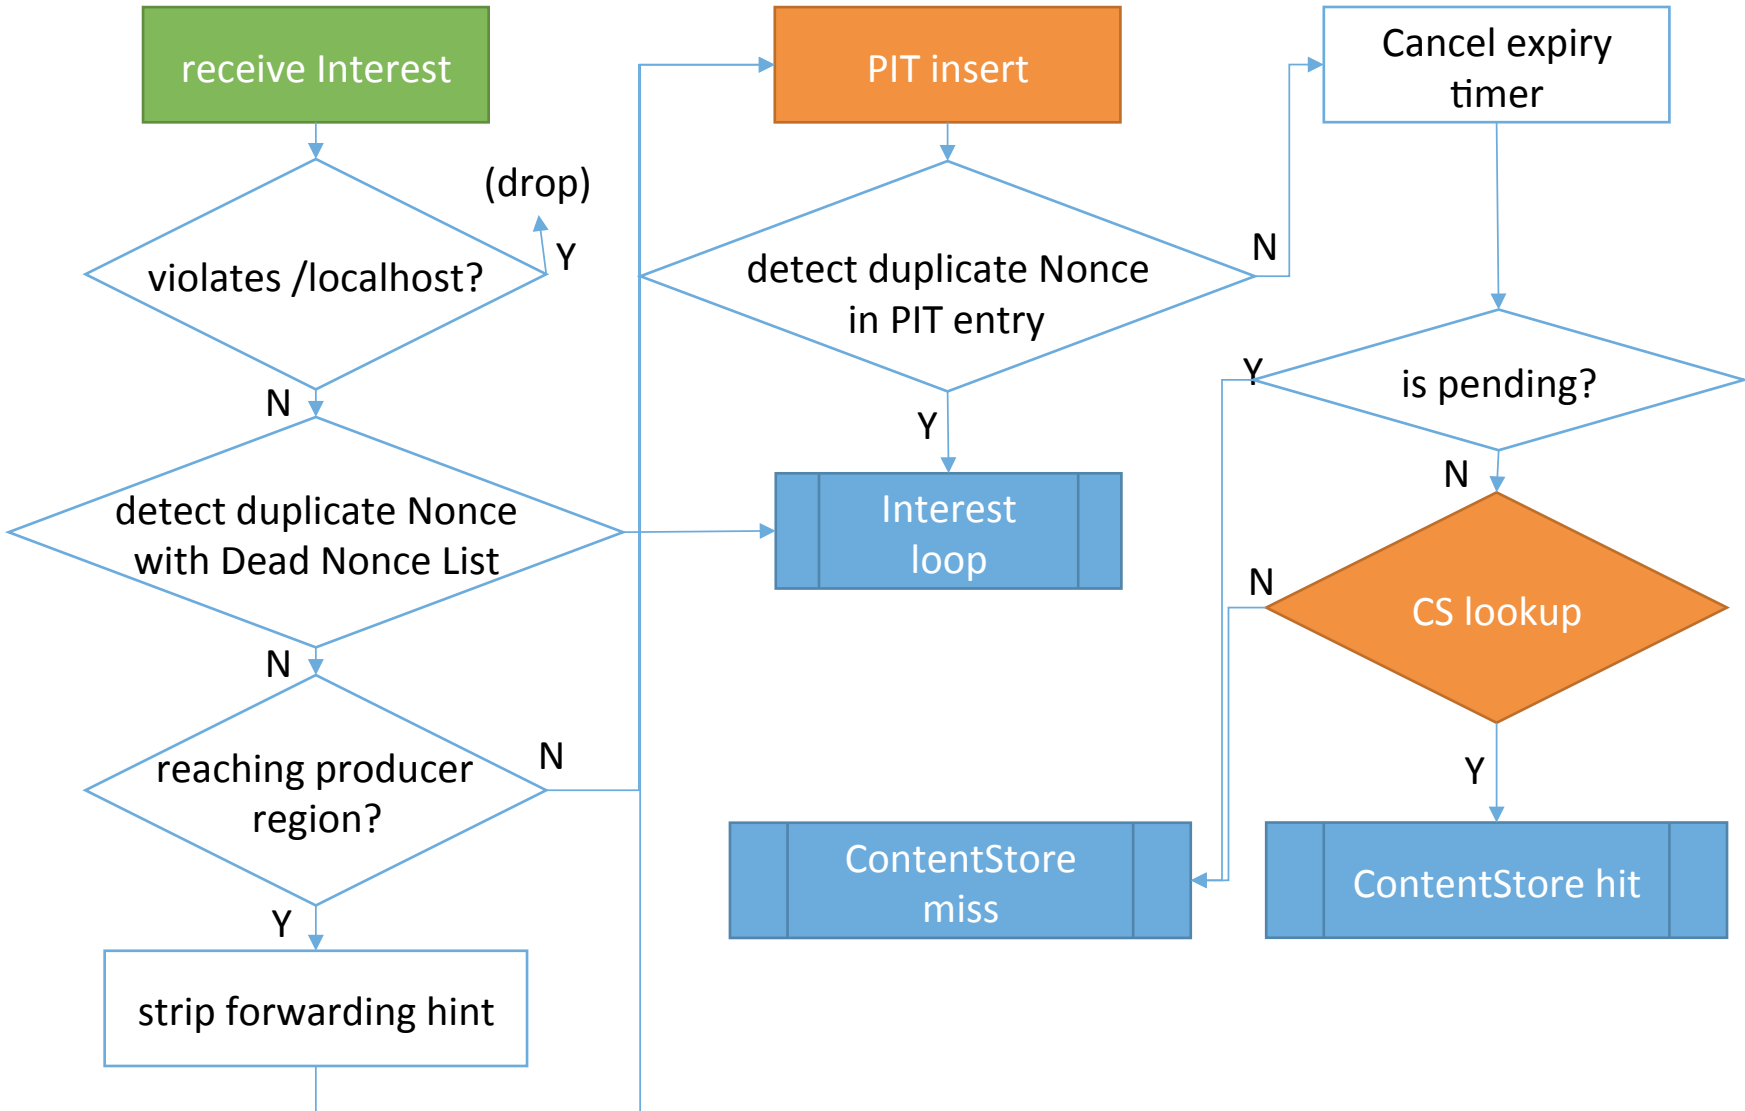 receive Interest
violates /localhost?
(drop)
Y
N
detect duplicate Nonce
with Dead Nonce List
N
reaching producer
region?
N
Y
strip forwarding hint
PIT insert
detect duplicate Nonce
in PIT entry
N
Y
Interest
loop
Cancel expiry
timer
is pending?
Y
N
CS lookup
N
Y
ContentStore
miss
ContentStore hit